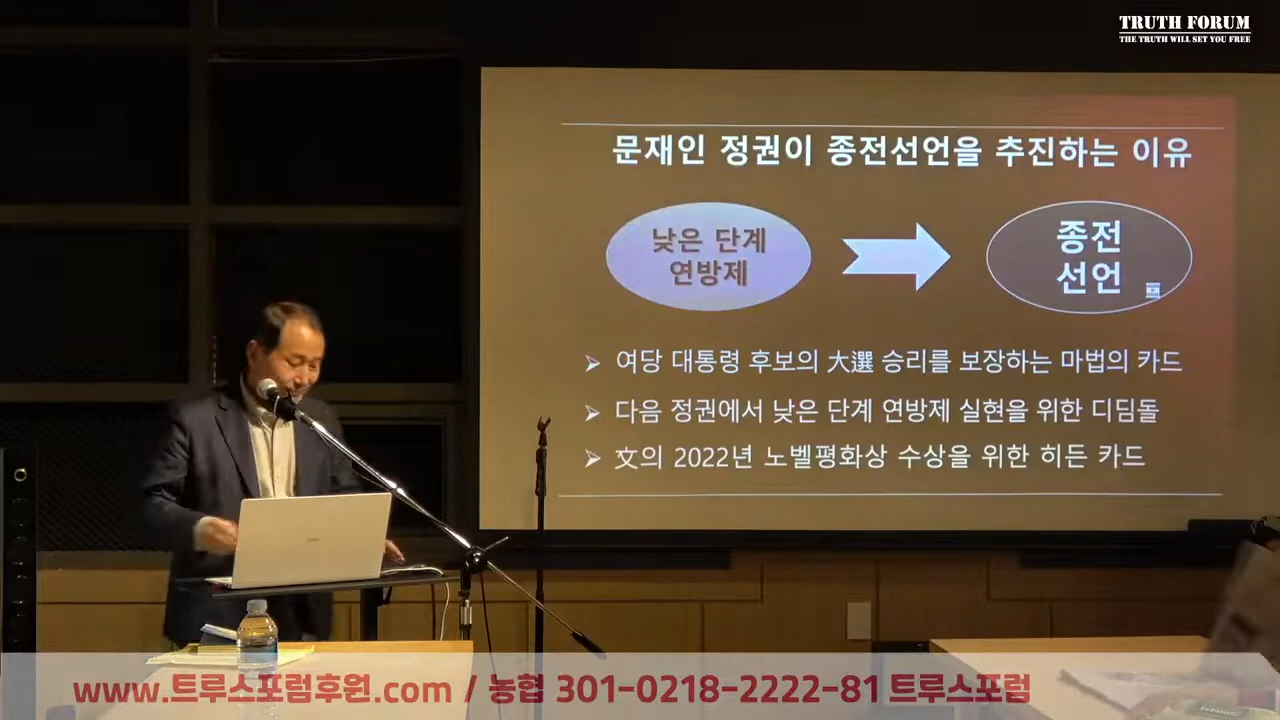 TRUTH FORUM
THE TRUTH WILL SET YOU FREE
문재인 정권이 종전선언을 추진하는 이유
낮은 단계
연방제
종전
선언
➢ 여당 대통령 후보의 大選 승리를 보장하는 마법의 카드
➢ 다음 정권에서 낮은 단계 연방제 실현을 위한 디딤돌
➢ 文의 2022년 노벨평화상 수상을 위한 히든 카드
www.트루스포럼후원.com / 농협 301-0218-2222-81 트루스포럼